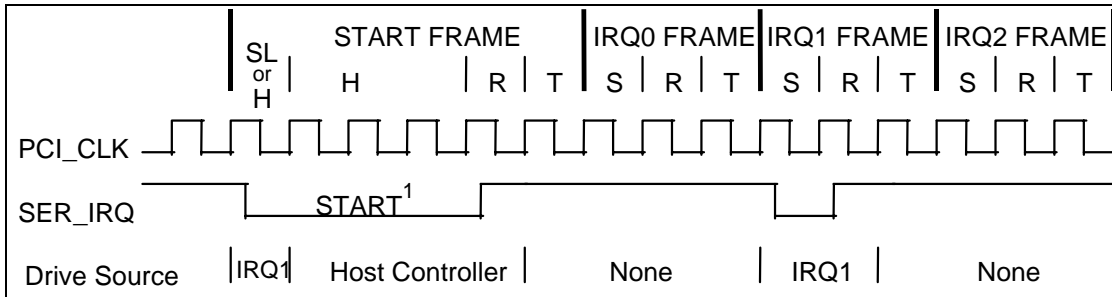 START FRAME IRQ0 FRAME IRQ1 FRAME IRQ2 FRAME
SL
or
H
H R T S R T S R T S R T
PCI_CLK
START1
SER_IRQ
Drive Source IRQ1 Host Controller None IRQ1 None